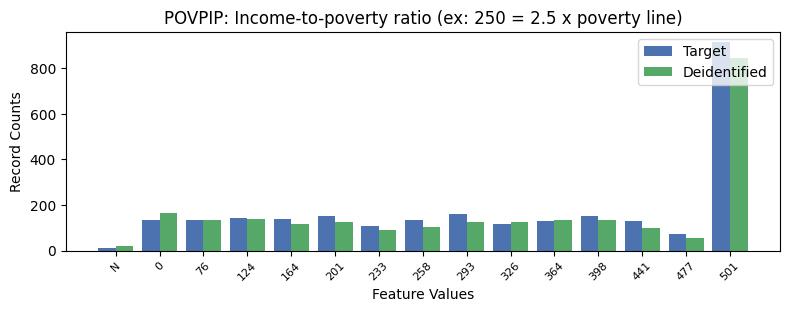 POVPIP: Income-to-poverty ratio (ex: 250 = 2.5 x poverty line)
Target
Deidentified
800
600
400
200
0
Record Counts
N 0 76 124 164 201 233 258 293 326 364 398 441 477 501
Feature Values